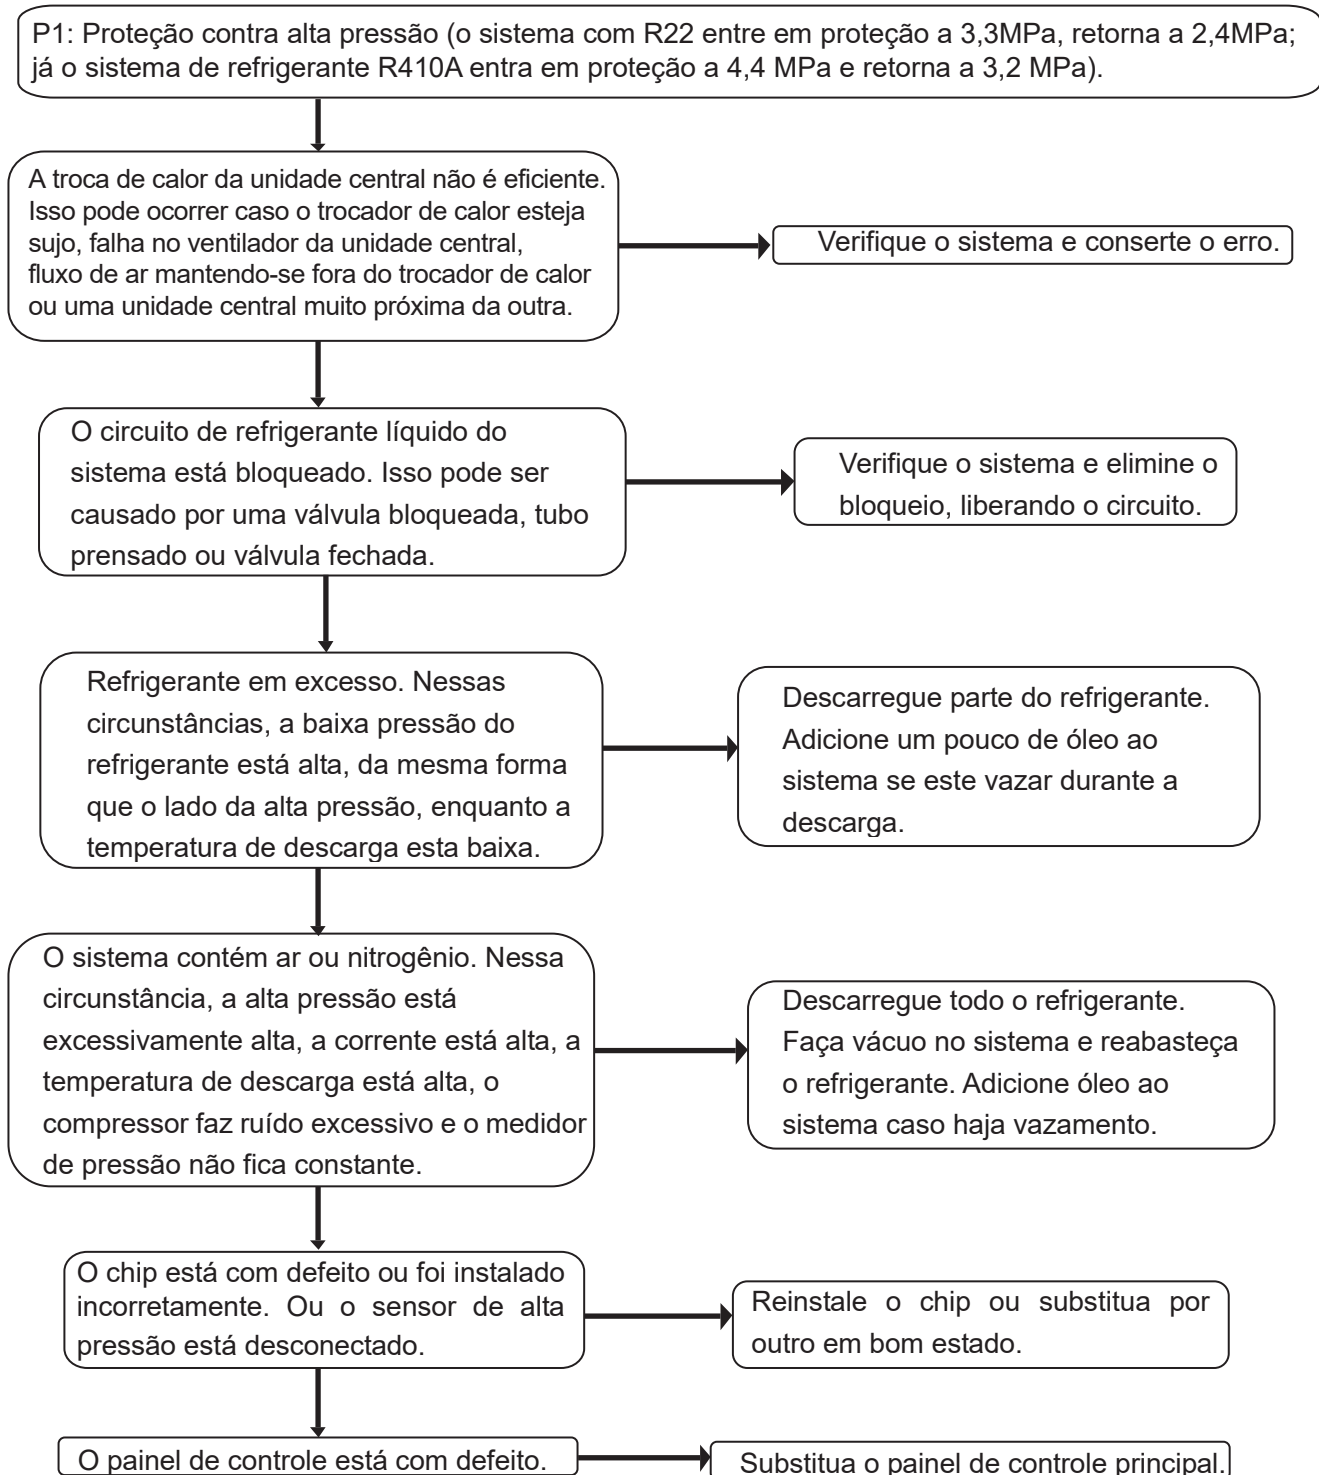 P1: Proteção contra alta pressão (o sistema com R22 entre em proteção a 3,3MPa, retorna a 2,4MPa;
já o sistema de refrigerante R410A entra em proteção a 4,4 MPa e retorna a 3,2 MPa).
A troca de calor da unidade central não é eficiente.
Isso pode ocorrer caso o trocador de calor esteja
sujo, falha no ventilador da unidade central,
fluxo de ar mantendo-se fora do trocador de calor
ou uma unidade central muito próxima da outra.
Verifique o sistema e conserte o erro.
O circuito de refrigerante líquido do
sistema está bloqueado. Isso pode ser
causado por uma válvula bloqueada, tubo
prensado ou válvula fechada.
Verifique o sistema e elimine o
bloqueio, liberando o circuito.
Refrigerante em excesso. Nessas
circunstâncias, a baixa pressão do
refrigerante está alta, da mesma forma
que o lado da alta pressão, enquanto a
temperatura de descarga esta baixa.
Descarregue parte do refrigerante.
Adicione um pouco de óleo ao
sistema se este vazar durante a
descarga.
O sistema contém ar ou nitrogênio. Nessa
circunstância, a alta pressão está
excessivamente alta, a corrente está alta, a
temperatura de descarga está alta, o
compressor faz ruído excessivo e o medidor
de pressão não fica constante.
Descarregue todo o refrigerante.
Faça vácuo no sistema e reabasteça
o refrigerante. Adicione óleo ao
sistema caso haja vazamento.
O chip está com defeito ou foi instalado
incorretamente. Ou o sensor de alta
pressão está desconectado.
Reinstale o chip ou substitua por
outro em bom estado.
O painel de controle está com defeito.
Substitua o painel de controle principal.